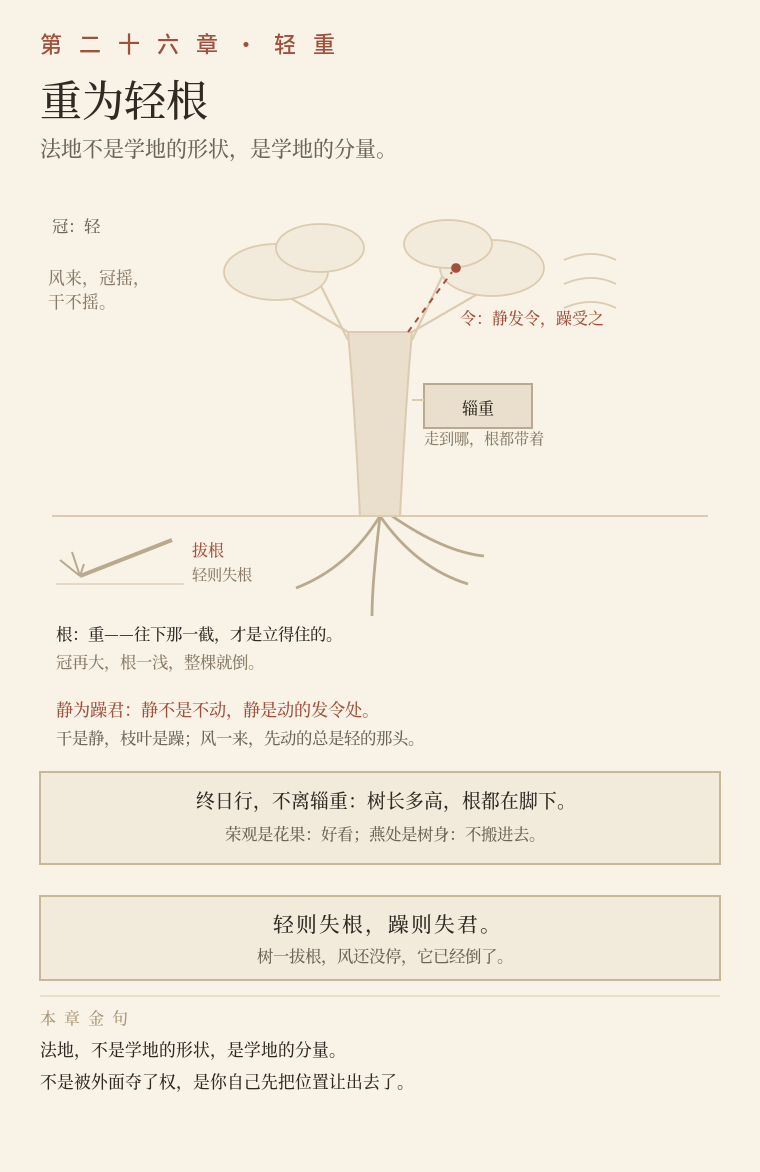 第二十六章·轻重
重为轻根
法地不是学地的形状，是学地的分量。
冠：轻
风来，冠摇，
干不摇。
令：静发令，躁受之
辎重
走到哪，根都带着
拔根
轻则失根
根：重——往下那一截，才是立得住的。
冠再大，根一浅，整棵就倒。
静为躁君：静不是不动，静是动的发令处。
干是静，枝叶是躁；风一来，先动的总是轻的那头。
终日行，不离辎重：树长多高，根都在脚下。
荣观是花果：好看；燕处是树身：不搬进去。
轻则失根，躁则失君。
树一拔根，风还没停，它已经倒了。
本章金句
法地，不是学地的形状，是学地的分量。
不是被外面夺了权，是你自己先把位置让出去了。